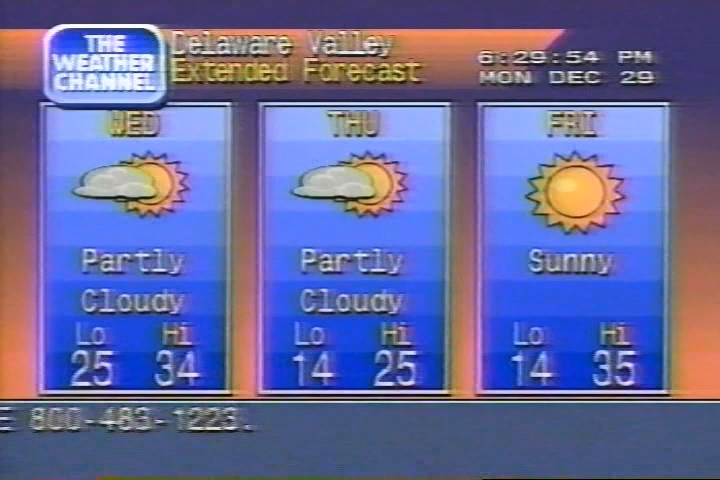 THE
WEATHER
CHANNEL
Delaware Valley
Extended Forecast
6:29:54 PM
MON DEC 29
WED
Partly
Cloudy
Lo Hi
25 34
THU
Partly
Cloudy
Lo Hi
14 25
FRI
Sunny
Lo Hi
14 35
E 800-463-1223.